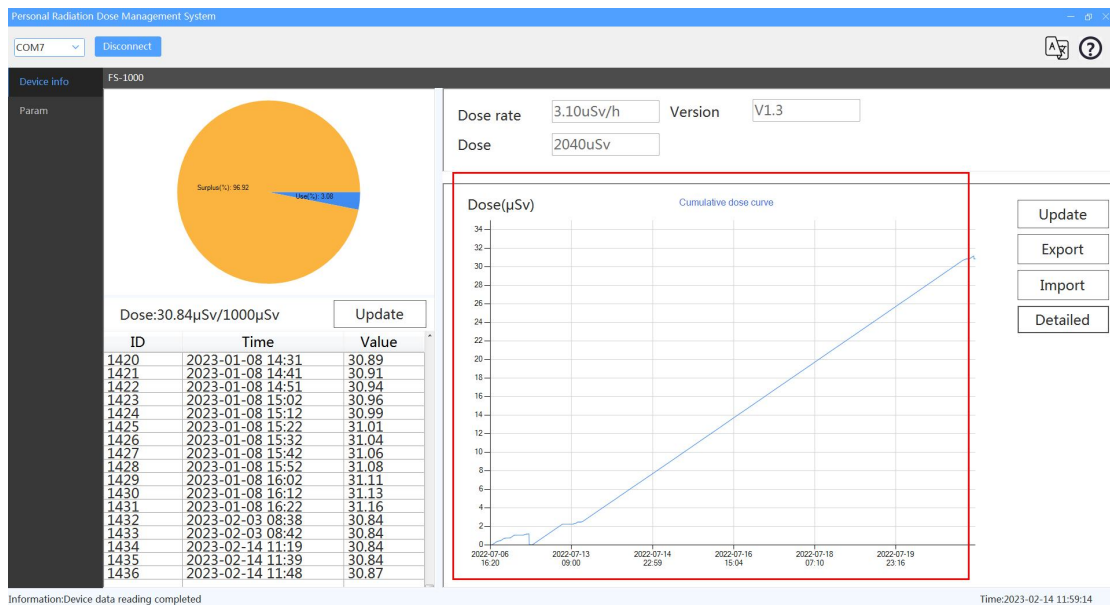 Personal Radiation Dose Management System
COM7 Disconnect
Device info FS-1000
Param
Surplus(%): 96.92
Use(%): 3.08
Dose rate 3.10uSv/h Version V1.3
Dose 2040uSv
Dose:30.84μSv/1000μSv Update
ID Time Value
1420 2023-01-08 14:31 30.89
1421 2023-01-08 14:41 30.91
1422 2023-01-08 14:51 30.94
1423 2023-01-08 15:02 30.96
1424 2023-01-08 15:12 30.99
1425 2023-01-08 15:22 31.01
1426 2023-01-08 15:32 31.04
1427 2023-01-08 15:42 31.06
1428 2023-01-08 15:52 31.08
1429 2023-01-08 16:02 31.11
1430 2023-01-08 16:12 31.13
1431 2023-01-08 16:22 31.16
1432 2023-02-03 08:38 30.84
1433 2023-02-03 08:42 30.84
1434 2023-02-14 11:19 30.84
1435 2023-02-14 11:39 30.84
1436 2023-02-14 11:48 30.87
Dose(μSv) Cumulative dose curve
34
32
30
28
26
24
22
20
18
16
14
12
10
8
6
4
2
0
2022-07-06 2022-07-13 2022-07-14 2022-07-16 2022-07-18 2022-07-19
16:20 09:00 22:59 15:04 07:10 23:16
Update
Export
Import
Detailed
Information:Device data reading completed Time:2023-02-14 11:59:14